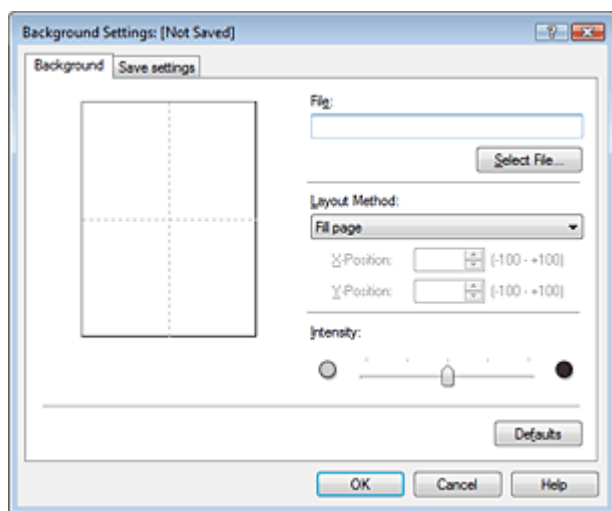 Background Settings: [Not Saved]
Background Save settings
File:
Select File...
Layout Method:
Fill page
X-Position: (-100 - +100)
Y-Position: (-100 - +100)
Intensity:
Defaults
OK Cancel Help